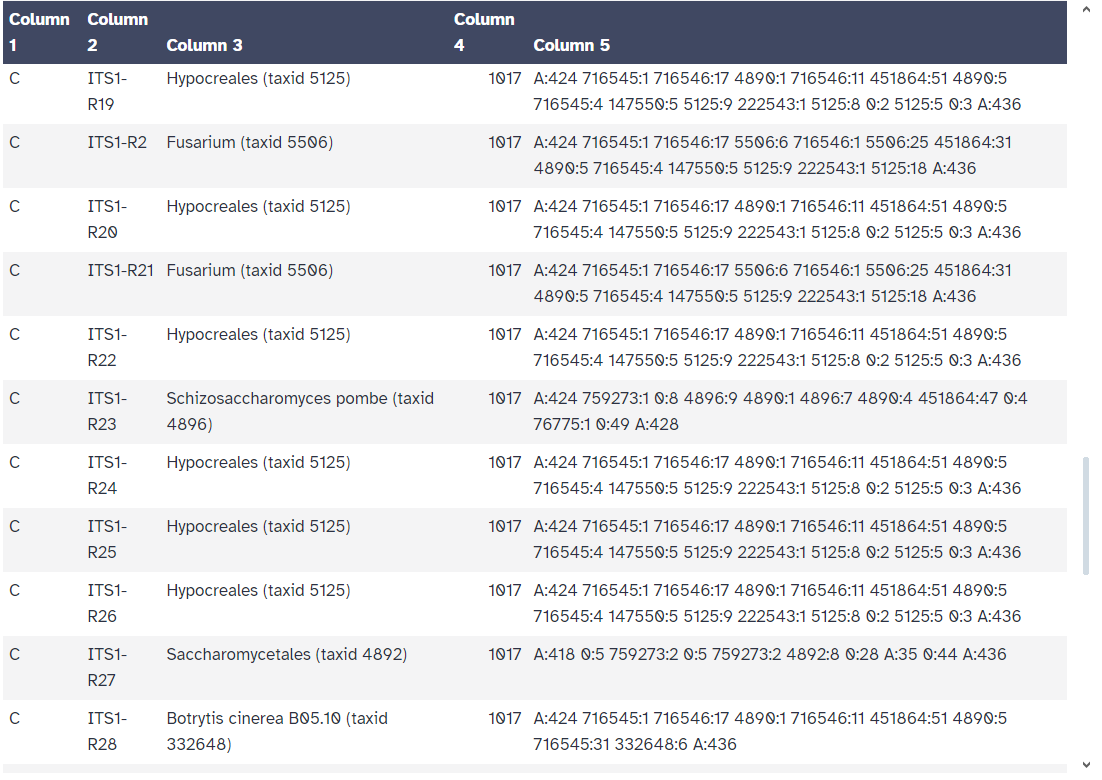 Column 1 Column 2 Column 3 Column 4 Column 5
C ITS1- Hypocreales (taxid 5125) 1017 A:424 716545:1 716546:17 4890:1 716546:11 451864:51 4890:5
R19 716545:4 147550:5 5125:9 222543:1 5125:8 0:2 5125:5 0:3 A:436
C ITS1-R2 Fusarium (taxid 5506) 1017 A:424 716545:1 716546:17 5506:6 716546:1 5506:25 451864:31
4890:5 716545:4 147550:5 5125:9 222543:1 5125:18 A:436
C ITS1- Hypocreales (taxid 5125) 1017 A:424 716545:1 716546:17 4890:1 716546:11 451864:51 4890:5
R20 716545:4 147550:5 5125:9 222543:1 5125:8 0:2 5125:5 0:3 A:436
C ITS1-R21 Fusarium (taxid 5506) 1017 A:424 716545:1 716546:17 5506:6 716546:1 5506:25 451864:31
4890:5 716545:4 147550:5 5125:9 222543:1 5125:18 A:436
C ITS1- Hypocreales (taxid 5125) 1017 A:424 716545:1 716546:17 4890:1 716546:11 451864:51 4890:5
R22 716545:4 147550:5 5125:9 222543:1 5125:8 0:2 5125:5 0:3 A:436
C ITS1- Schizosaccharomyces pombe (taxid 1017 A:424 759273:1 0:8 4896:9 4890:1 4896:7 4890:4 451864:47 0:4
R23 4896) 76775:1 0:49 A:428
C ITS1- Hypocreales (taxid 5125) 1017 A:424 716545:1 716546:17 4890:1 716546:11 451864:51 4890:5
R24 716545:4 147550:5 5125:9 222543:1 5125:8 0:2 5125:5 0:3 A:436
C ITS1- Hypocreales (taxid 5125) 1017 A:424 716545:1 716546:17 4890:1 716546:11 451864:51 4890:5
R25 716545:4 147550:5 5125:9 222543:1 5125:8 0:2 5125:5 0:3 A:436
C ITS1- Hypocreales (taxid 5125) 1017 A:424 716545:1 716546:17 4890:1 716546:11 451864:51 4890:5
R26 716545:4 147550:5 5125:9 222543:1 5125:8 0:2 5125:5 0:3 A:436
C ITS1- Saccharomycetales (taxid 4892) 1017 A:418 0:5 759273:2 0:5 759273:2 4892:8 0:28 A:35 0:44 A:436
R27
C ITS1- Botrytis cinerea B05.10 (taxid 1017 A:424 716545:1 716546:17 4890:1 716546:11 451864:51 4890:5
R28 332648) 716545:31 332648:6 A:436